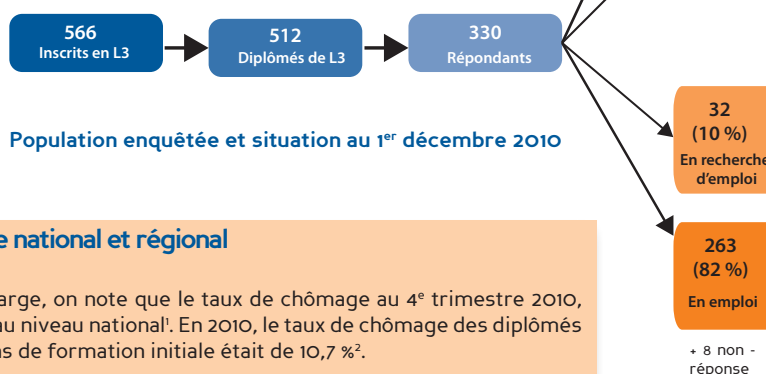 566
Inscrits en L3
512
Diplômés de L3
330
Répondants
32
(10 %)
En recherche
d'emploi
Population enquêtée et situation au 1er décembre 2010
263
(82 %)
En emploi
+ 8 non -
réponse
e national et régional
arge, on note que le taux de chômage au 4e trimestre 2010,
au niveau national¹. En 2010, le taux de chômage des diplômés
ns de formation initiale était de 10,7 %².